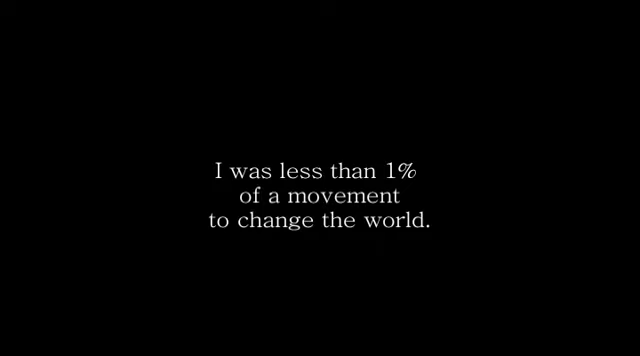 I was less than 1%
of a movement
to change the world.